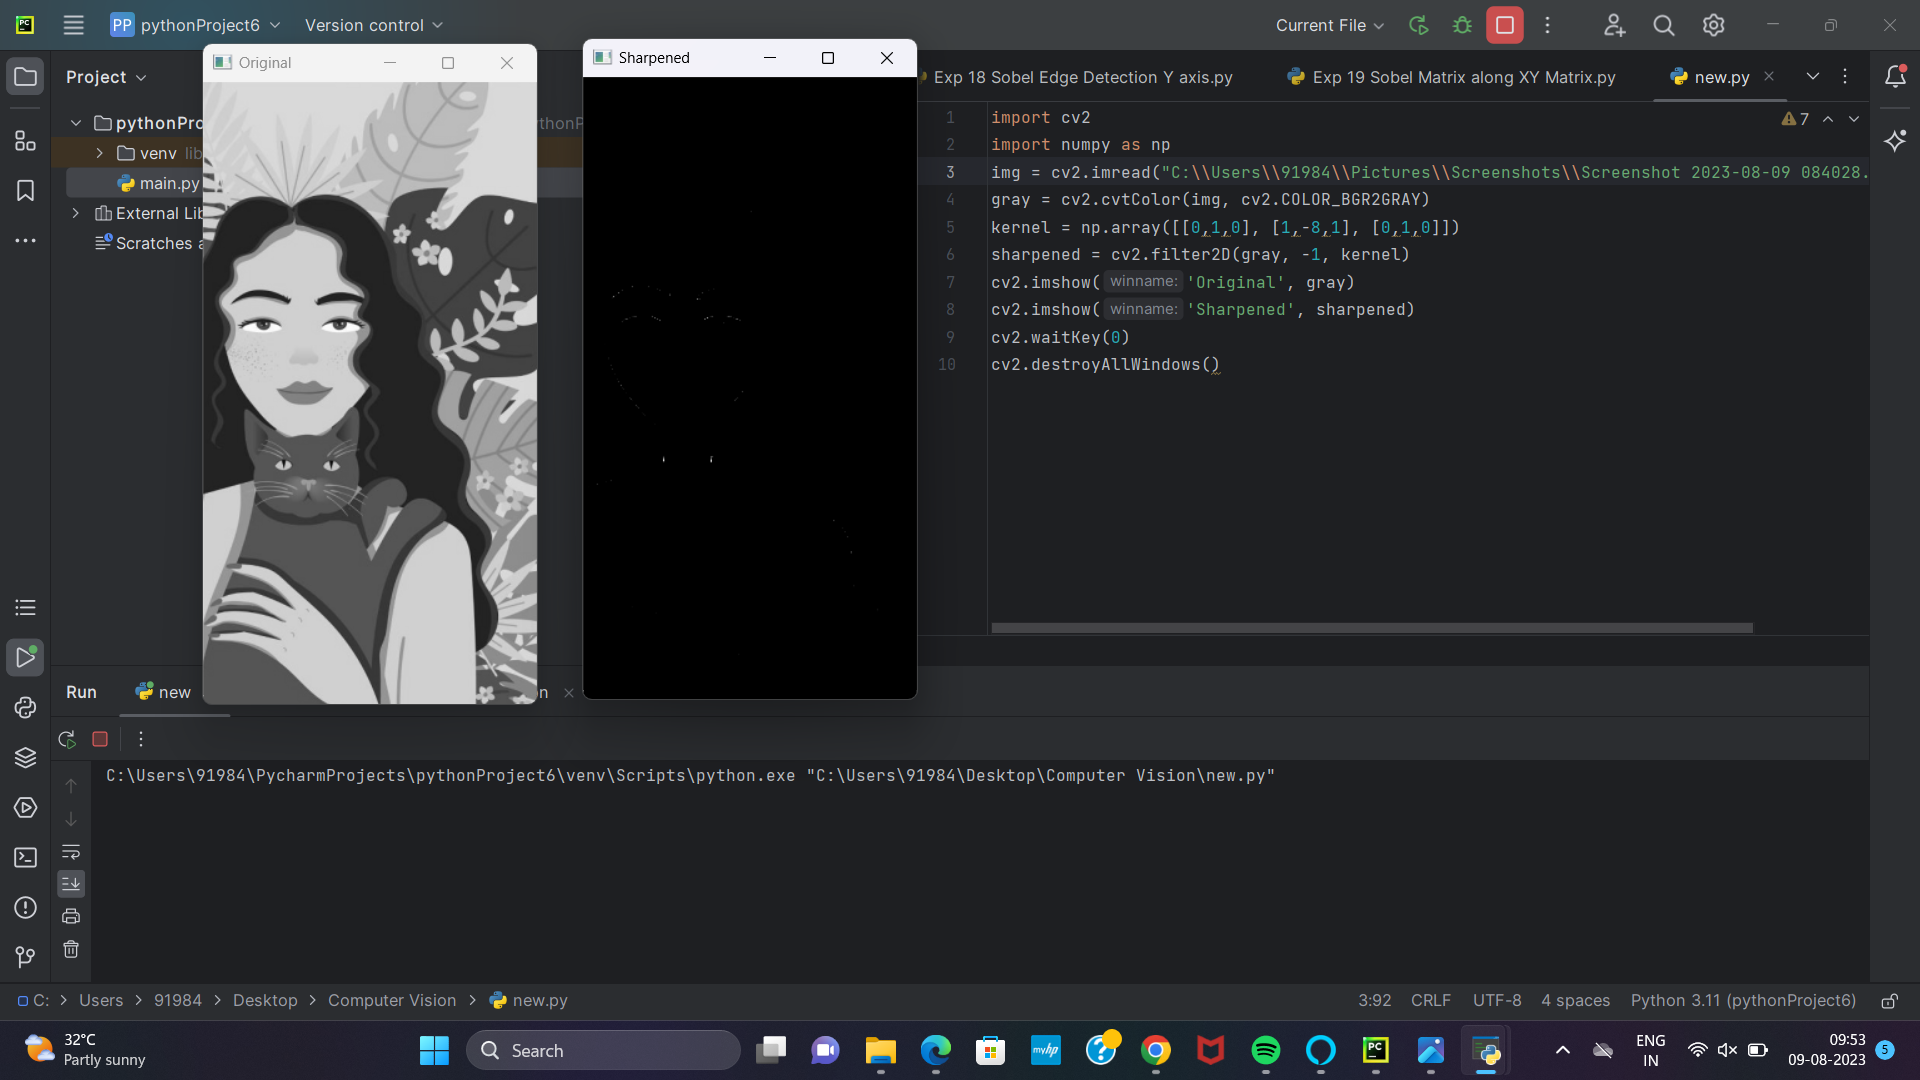 PC
PP pythonProject6
Version control
Current File
Original
Sharpened
Project
Exp 18 Sobel Edge Detection Y axis.py
Exp 19 Sobel Matrix along XY Matrix.py
new.py
pythonPro
thonP
venv lib
main.py
External Lib
Scratches a
7
1 import cv2
2 import numpy as np
3 img = cv2.imread("C:\\Users\\91984\\Pictures\\Screenshots\\Screenshot 2023-08-09 084028.
4 gray = cv2.cvtColor(img, cv2.COLOR_BGR2GRAY)
5 kernel = np.array([[0,1,0], [1,-8,1], [0,1,0]])
6 sharpened = cv2.filter2D(gray, -1, kernel)
7 cv2.imshow( winname: 'Original', gray)
8 cv2.imshow( winname: 'Sharpened', sharpened)
9 cv2.waitKey(0)
10 cv2.destroyAllWindows()
Run
new
n
C:\Users\91984\PycharmProjects\pythonProject6\venv\Scripts\python.exe "C:\Users\91984\Desktop\Computer Vision\new.py"
C: > Users > 91984 > Desktop > Computer Vision > new.py
3:92 CRLF UTF-8 4 spaces Python 3.11 (pythonProject6)
32°C
Partly sunny
Search
myhp
PC
ENG
IN
09:53
09-08-2023
5